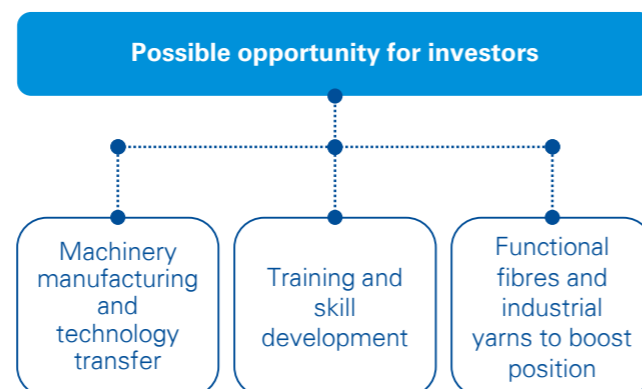 Possible opportunity for investors
Machinery
manufacturing
and
technology
transfer
Training and
skill
development
Functional
fibres and
industrial
yarns to boost
position